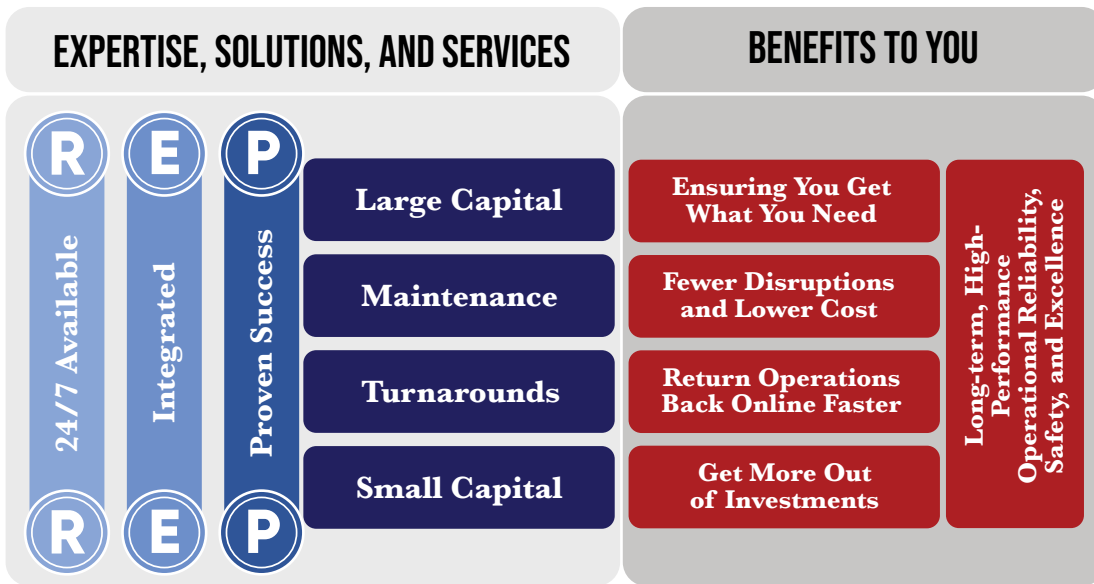 EXPERTISE, SOLUTIONS, AND SERVICES
BENEFITS TO YOU
R
E
P
24/7 Available
Integrated
Proven Success
R
E
P
Large Capital
Maintenance
Turnarounds
Small Capital
Ensuring You Get
What You Need
Fewer Disruptions
and Lower Cost
Return Operations
Back Online Faster
Get More Out
of Investments
Long-term, High-
Performance
Operational Reliability,
Safety, and Excellence